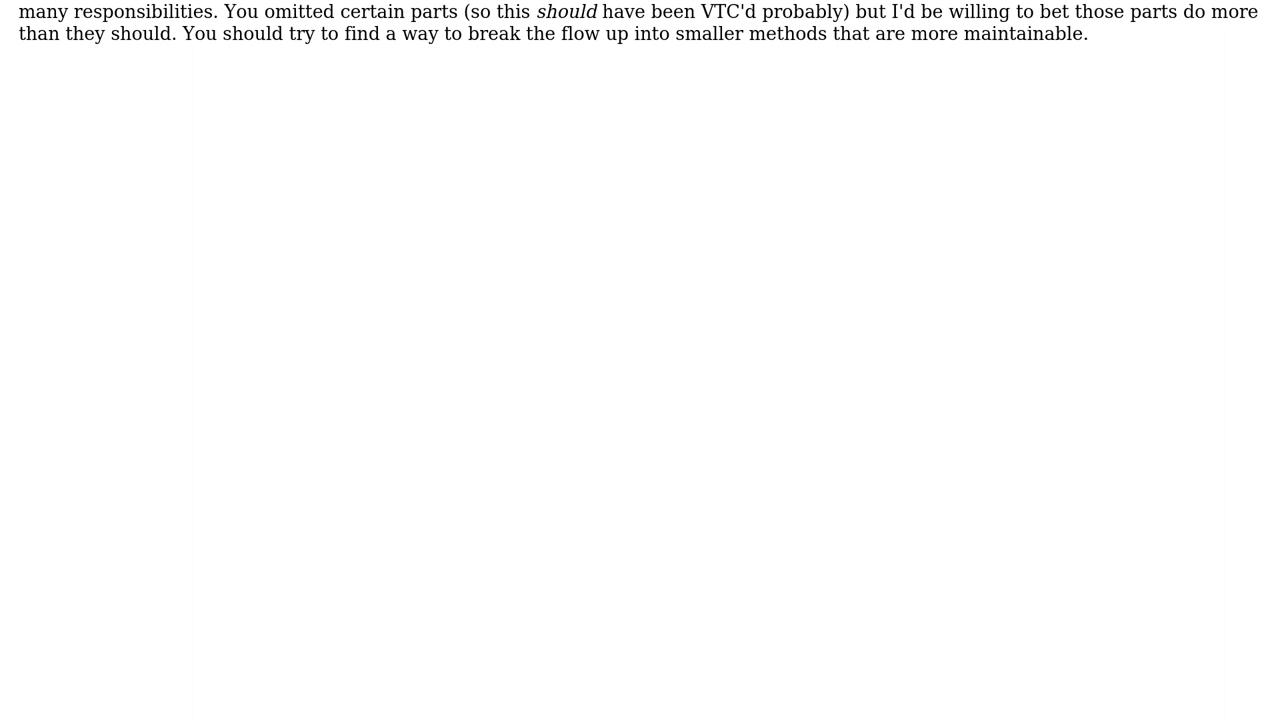 many responsibilities. You omitted certain parts (so this should have been VTC'd probably) but I'd be willing to bet those parts do more
than they should. You should try to find a way to break the flow up into smaller methods that are more maintainable.